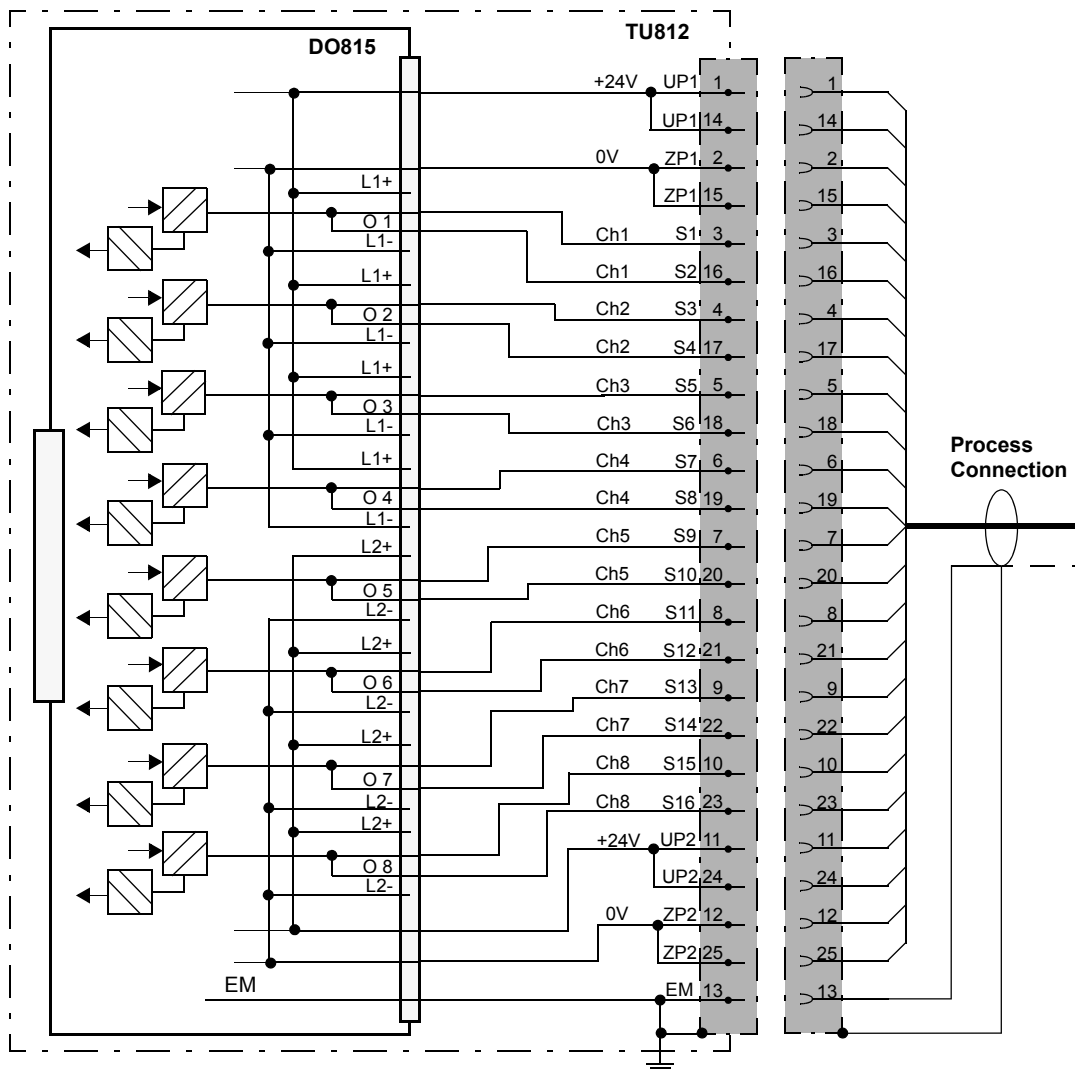 DO815
TU812
+24V UP1 1 1
UP1 14 14
0V ZP1 2 2
L1+
ZP1 15 15
O 1
Ch1 S1 3 3
L1-
L1+
Ch1 S2 16 16
Ch2 S3 4 4
O 2
L1-
Ch2 S4 17 17
L1+
Ch3 S5 5 5
O 3
L1-
Ch3 S6 18 18
Process
Connection
L1+
Ch4 S7 6 6
O 4
Ch4 S8 19 19
L1-
L2+
Ch5 S9 7 7
Ch5 S10 20 20
O 5
L2-
Ch6 S11 8 8
L2+
Ch6 S12 21 21
O 6
Ch7 S13 9 9
L2-
L2+
Ch7 S14 22 22
O 7
Ch8 S15 10 10
L2-
Ch8 S16 23 23
L2+
+24V UP2 11 11
O 8
UP2 24 24
L2-
0V ZP2 12 12
ZP2 25 25
EM
EM 13 13